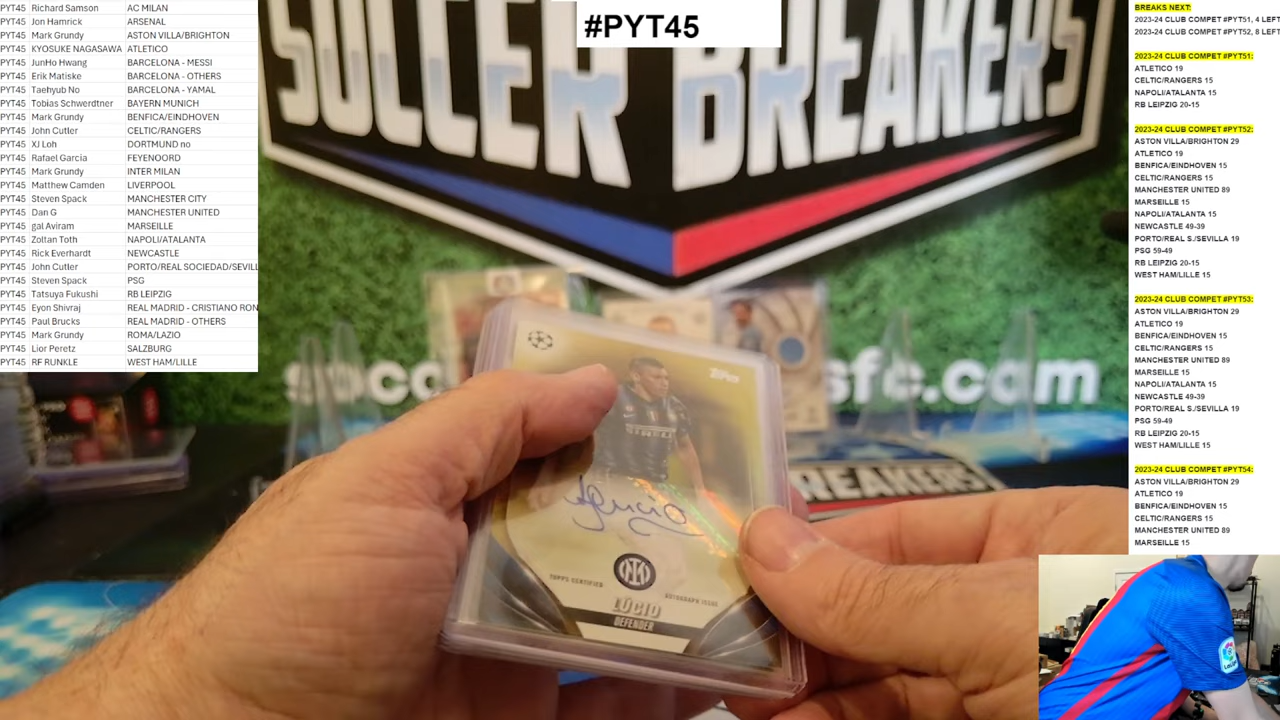 PYT45 Richard Samson AC MILAN
PYT45 Jon Hamrick ARSENAL
PYT45 Mark Grundy ASTON VILLA/BRIGHTON
PYT45 KYOSUKE NAGASAWA ATLETICO
PYT45 JunHo Hwang BARCELONA - MESSI
PYT45 Erik Matiske BARCELONA - OTHERS
PYT45 Taehyub No BARCELONA - YAMAL
PYT45 Tobias Schwerdtner BAYERN MUNICH
PYT45 Mark Grundy BENFICA/EINDHOVEN
PYT45 John Cutler CELTIC/RANGERS
PYT45 XJ Loh DORTMUND no
PYT45 Rafael Garcia FEYENOORD
PYT45 Mark Grundy INTER MILAN
PYT45 Matthew Camden LIVERPOOL
PYT45 Steven Spack MANCHESTER CITY
PYT45 Dan G MANCHESTER UNITED
PYT45 gal Aviram MARSEILLE
PYT45 Zoltan Toth NAPOLI/ATALANTA
PYT45 Rick Everhardt NEWCASTLE
PYT45 John Cutler PORTO/REAL SOCIEDAD/SEVILL
PYT45 Steven Spack PSG
PYT45 Tatsuya Fukushi RB LEIPZIG
PYT45 Eyon Shivraj REAL MADRID - CRISTIANO RON
PYT45 Paul Brucks REAL MADRID - OTHERS
PYT45 Mark Grundy ROMA/LAZIO
PYT45 Lior Peretz SALZBURG
PYT45 RF RUNKLE WEST HAM/LILLE
#PYT45
SOCCER BREAKERS
socc
sfc.com
BREAKERS
Topps
PIRELLI
Lucio
TOPPS CERTIFIED
AUTOGRAPH ISSUE
LÚCIO
DEFENDER
BREAKS NEXT:
2023-24 CLUB COMPET #PYT51, 4 LEFT
2023-24 CLUB COMPET #PYT52, 8 LEFT
2023-24 CLUB COMPET #PYT51:
ATLETICO 19
CELTIC/RANGERS 15
NAPOLI/ATALANTA 15
RB LEIPZIG 20-15
2023-24 CLUB COMPET #PYT52:
ASTON VILLA/BRIGHTON 29
ATLETICO 19
BENFICA/EINDHOVEN 15
CELTIC/RANGERS 15
MANCHESTER UNITED 89
MARSEILLE 15
NAPOLI/ATALANTA 15
NEWCASTLE 49-39
PORTO/REAL S./SEVILLA 19
PSG 59-49
RB LEIPZIG 20-15
WEST HAM/LILLE 15
2023-24 CLUB COMPET #PYT53:
ASTON VILLA/BRIGHTON 29
ATLETICO 19
BENFICA/EINDHOVEN 15
CELTIC/RANGERS 15
MANCHESTER UNITED 89
MARSEILLE 15
NAPOLI/ATALANTA 15
NEWCASTLE 49-39
PORTO/REAL S./SEVILLA 19
PSG 59-49
RB LEIPZIG 20-15
WEST HAM/LILLE 15
2023-24 CLUB COMPET #PYT54:
ASTON VILLA/BRIGHTON 29
ATLETICO 19
BENFICA/EINDHOVEN 15
CELTIC/RANGERS 15
MANCHESTER UNITED 89
MARSEILLE 15